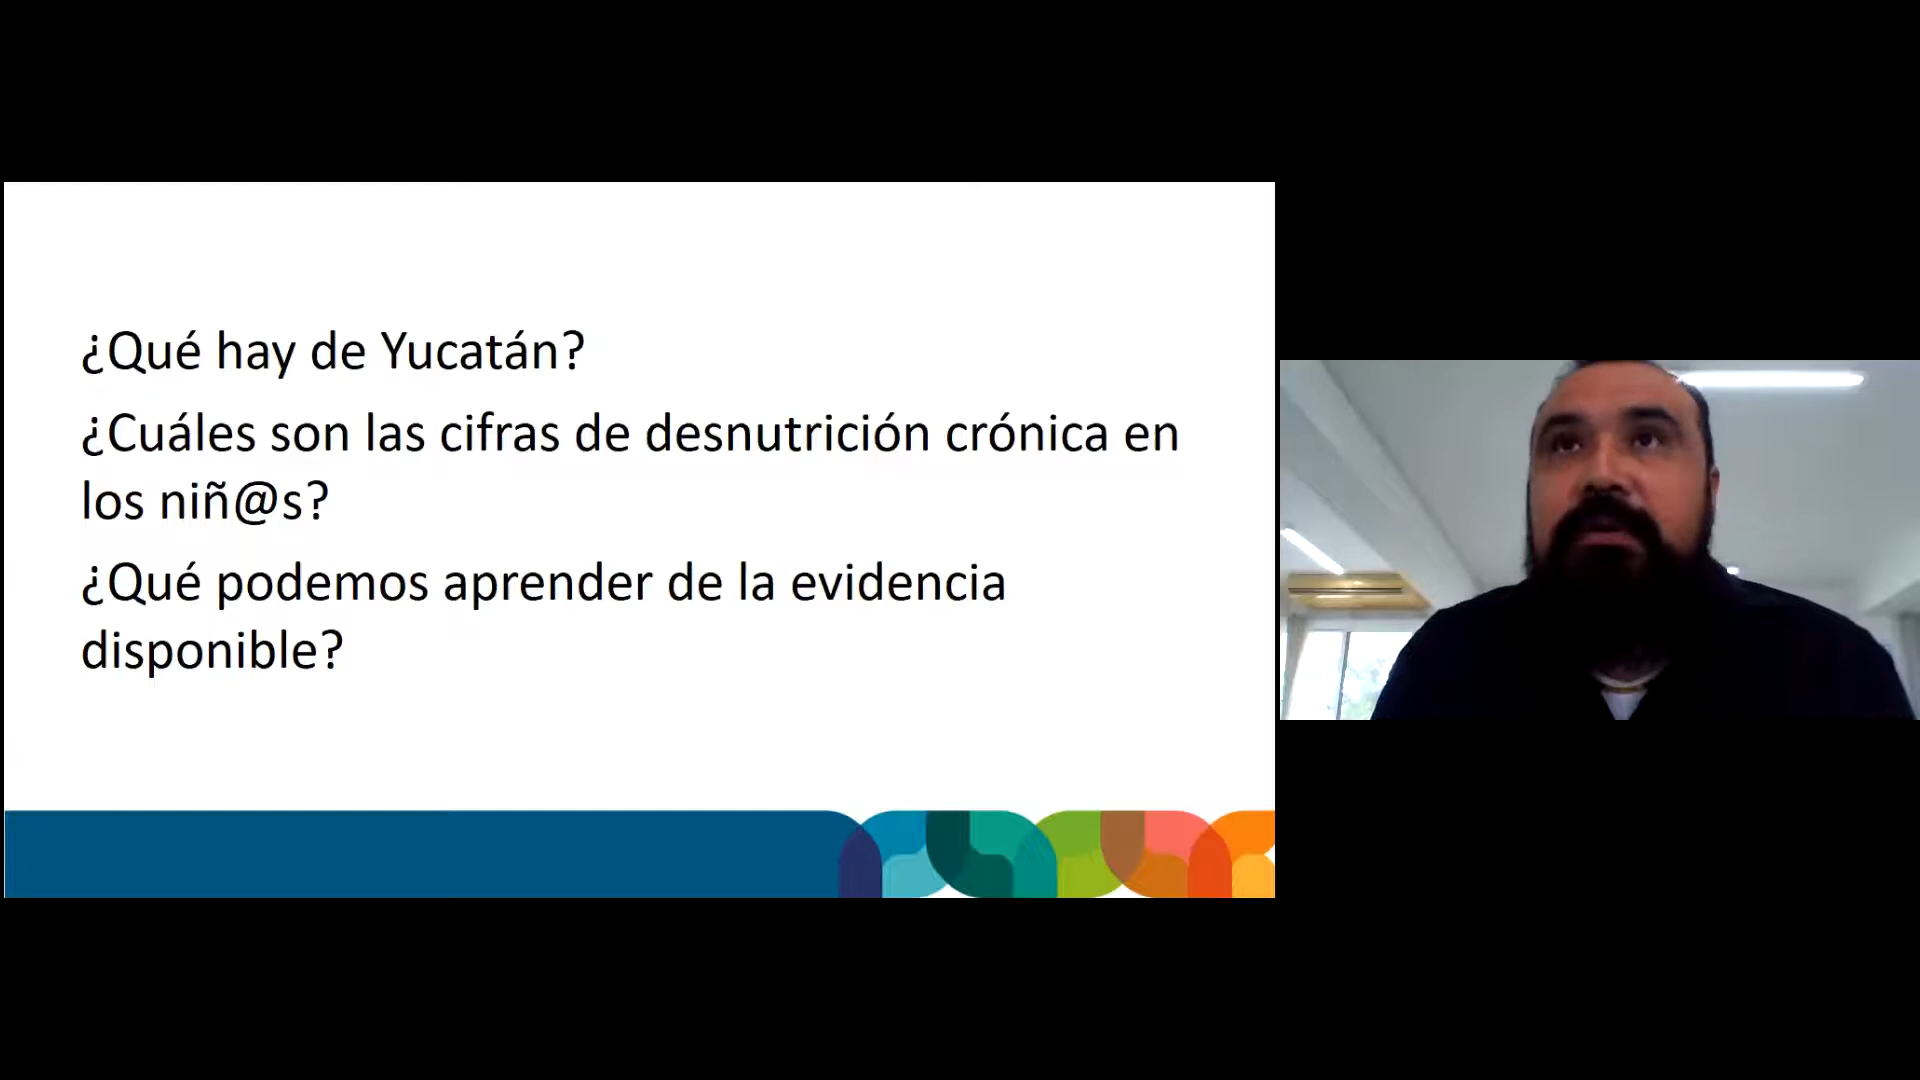 ¿Qué hay de Yucatán?
¿Cuáles son las cifras de desnutrición crónica en
los niñ@s?
¿Qué podemos aprender de la evidencia
disponible?